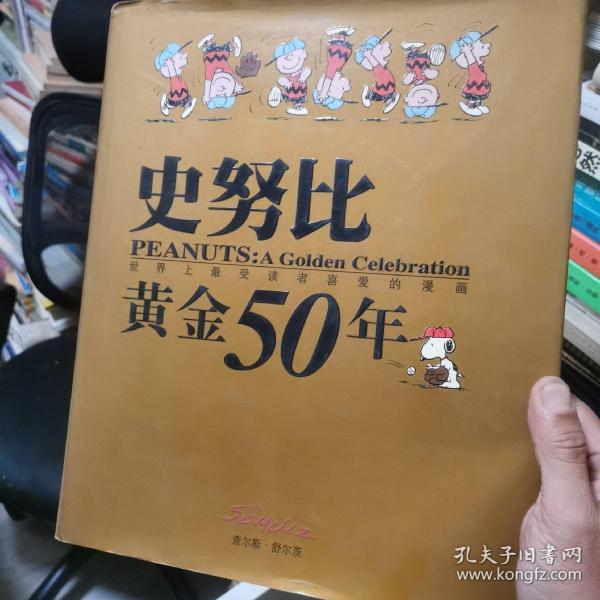 史努比
PEANUTS: A Golden Celebration
世界上最受读者喜爱的漫画
黄金50年
SCHULZ
查尔斯·舒尔茨
孔夫子旧书网
www.kongfz.com